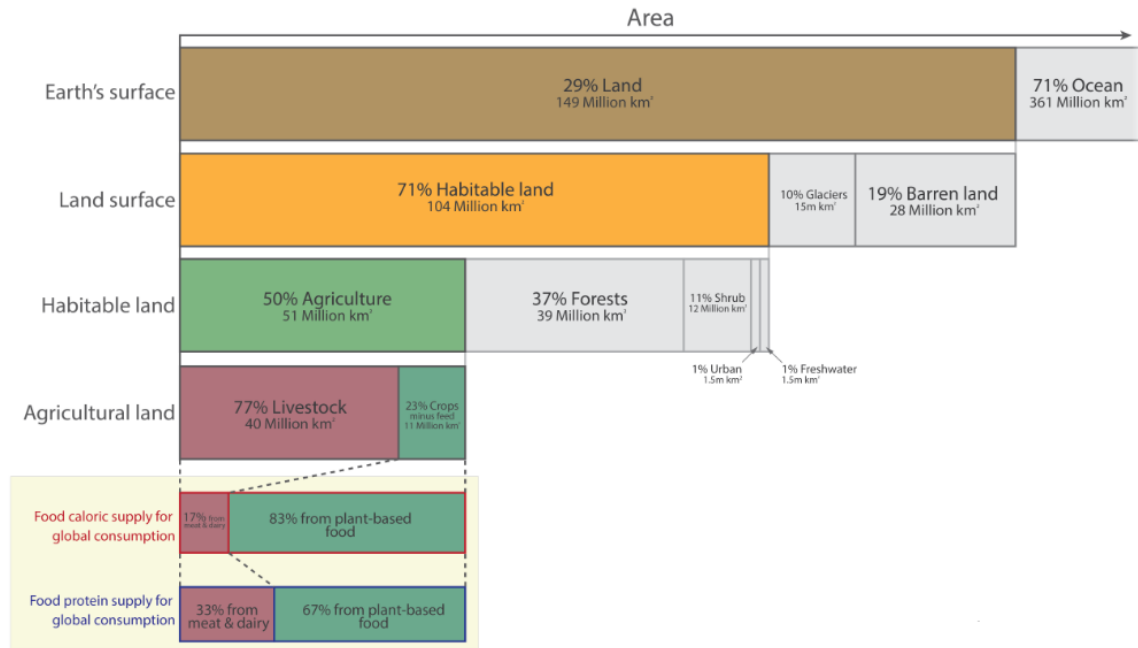 Area
Earth's surface
29% Land
149 Million km²
71% Ocean
361 Million km²
Land surface
71% Habitable land
104 Million km²
10% Glaciers
15m km²
19% Barren land
28 Million km²
Habitable land
50% Agriculture
51 Million km²
37% Forests
39 Million km²
11% Shrub
12 Million km²
1% Urban
1.5m km²
1% Freshwater
1.5m km²
Agricultural land
77% Livestock
40 Million km²
23% Crops
minus feed
11 Million km²
Food caloric supply for
global consumption
17% from
meat & dairy
83% from plant-based
food
Food protein supply for
global consumption
33% from
meat & dairy
67% from plant-based
food